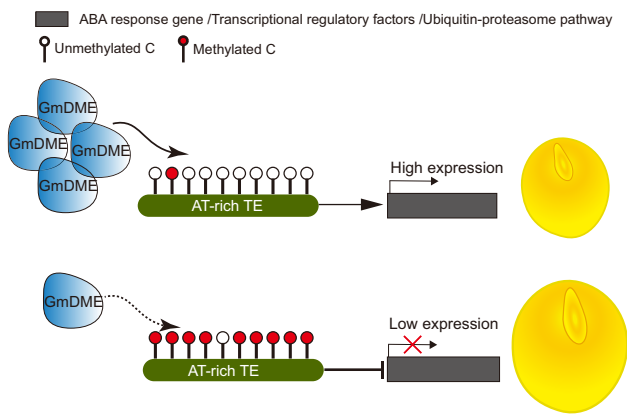 ABA response gene /Transcriptional regulatory factors /Ubiquitin-proteasome pathway
Unmethylated C
Methylated C
GmDME
GmDME
GmDME
GmDME
High expression
AT-rich TE
GmDME
Low expression
AT-rich TE